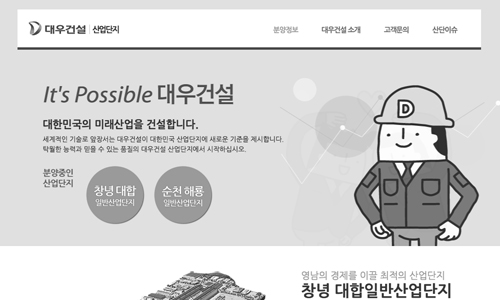 대우건설 산업단지
분양정보 대우건설 소개 고객문의 산단이슈
It's Possible 대우건설
대한민국의 미래산업을 건설합니다.
세계적인 기술로 앞장서는 대우건설이 대한민국 산업단지에 새로운 기준을 제시합니다.
탁월한 능력과 믿을 수 있는 품질의 대우건설 산업단지에서 시작하십시오.
분양중인
산업단지
창녕 대합
일반산업단지
순천 해룡
일반산업단지
D
영남의 경제를 이끌 최적의 산업단지
창녕 대합일반산업단지